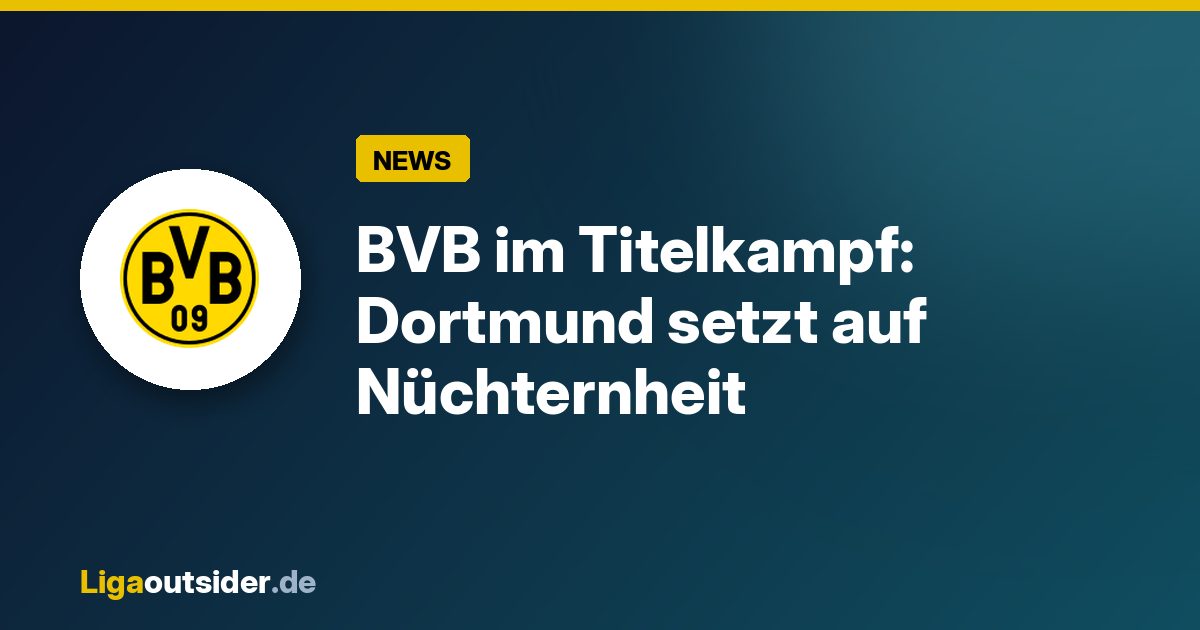 NEWS
BVB
09
BVB im Titelkampf:
Dortmund setzt auf
Nüchternheit
Ligaoutsider.de